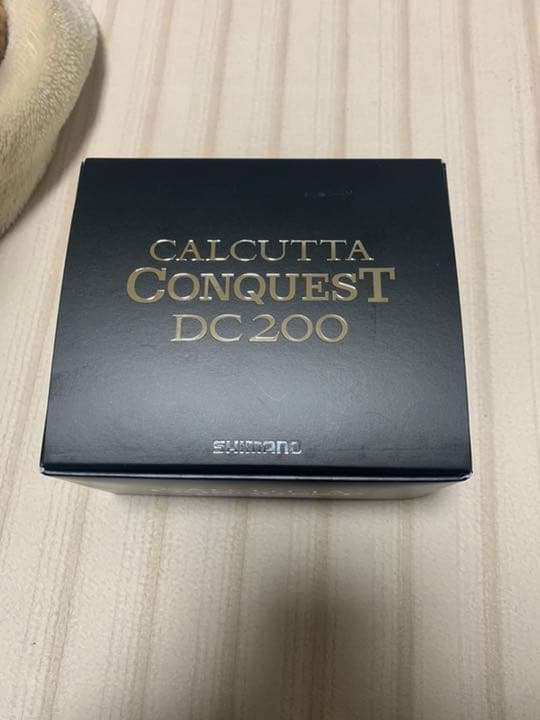 CALCUTTA
CONQUEST
DC 200
SHIMANO